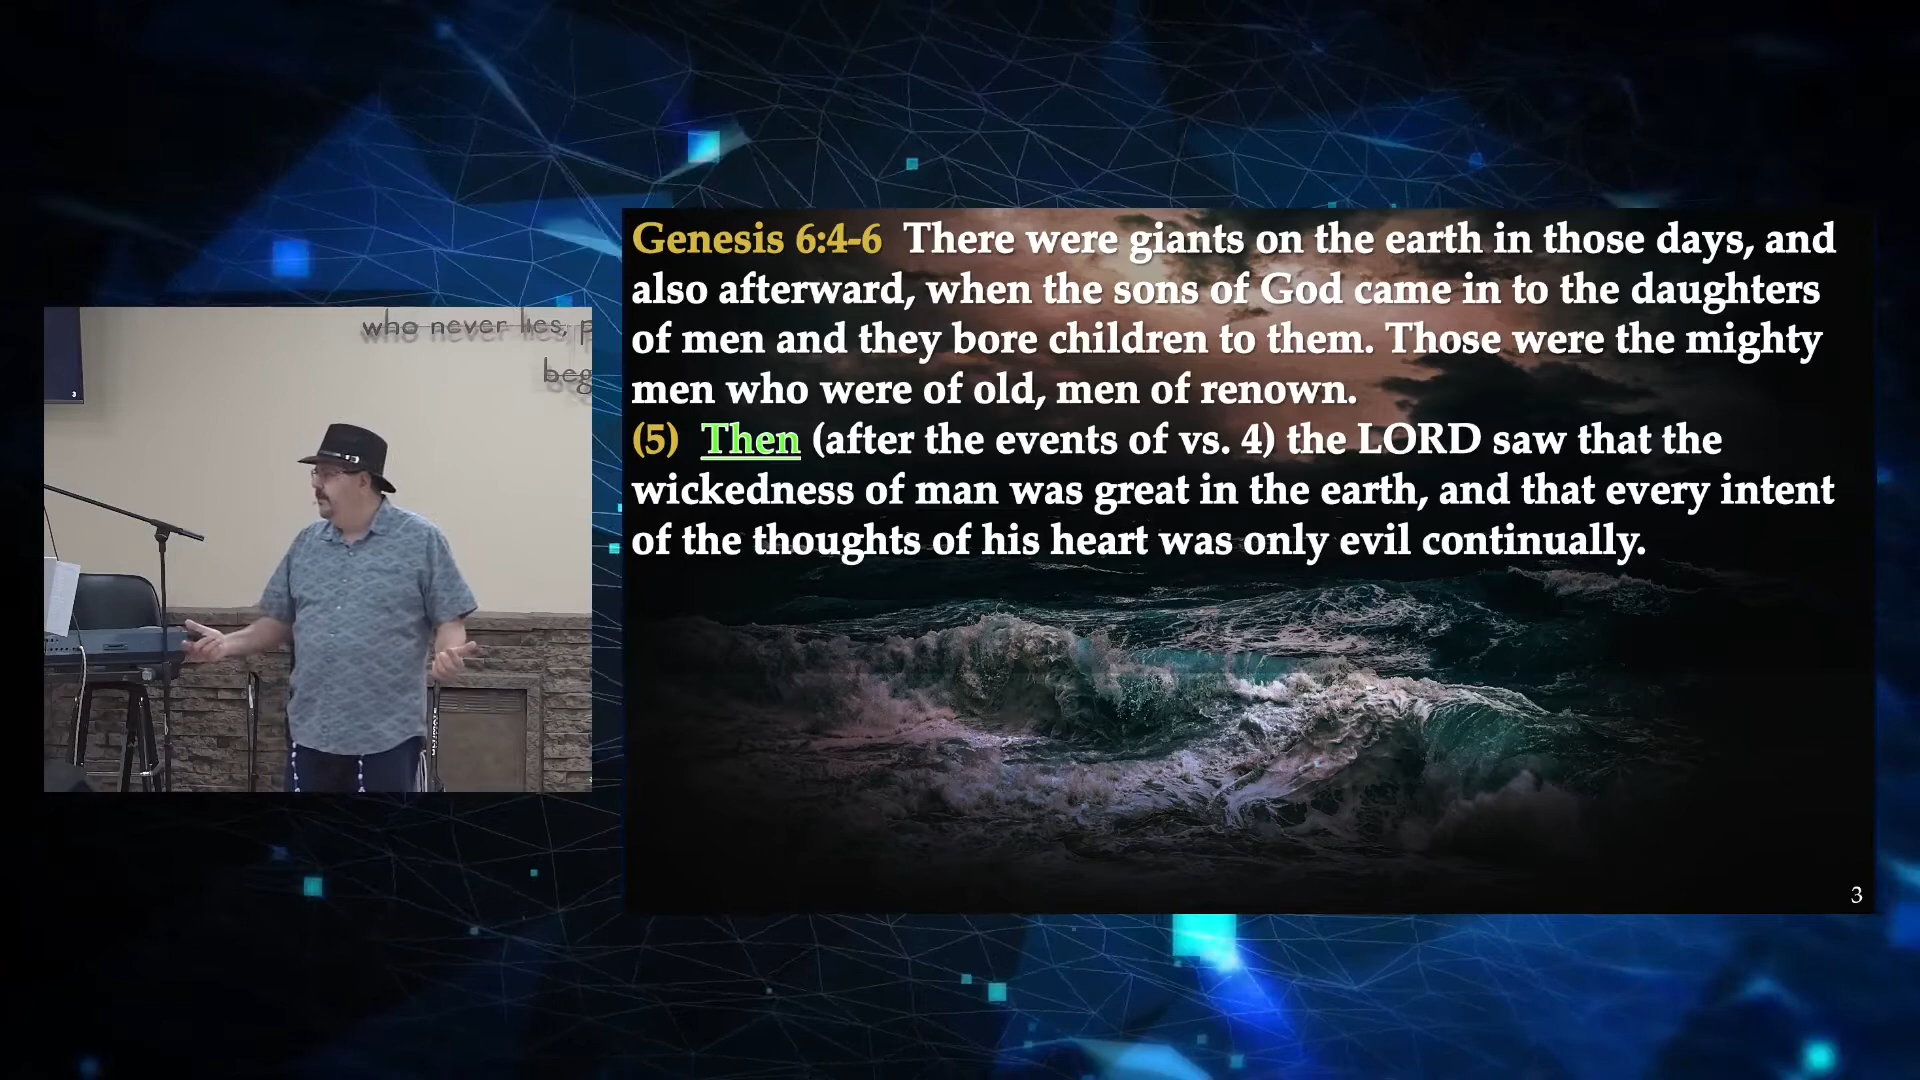 who never lies, p
beg
3
Genesis 6:4-6 There were giants on the earth in those days, and
also afterward, when the sons of God came in to the daughters
of men and they bore children to them. Those were the mighty
men who were of old, men of renown.
(5) Then (after the events of vs. 4) the LORD saw that the
wickedness of man was great in the earth, and that every intent
of the thoughts of his heart was only evil continually.
3